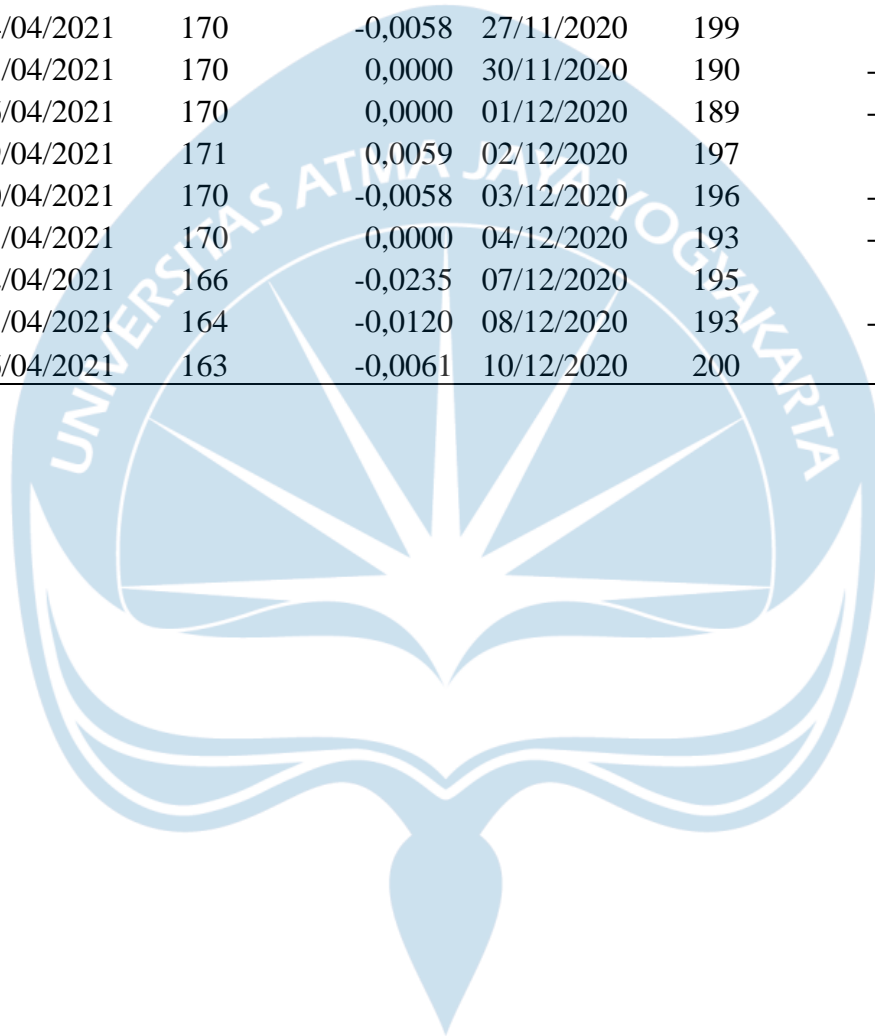 /04/2021 170 -0,0058 27/11/2020 199
/04/2021 170 0,0000 30/11/2020 190 -
/04/2021 170 0,0000 01/12/2020 189 -
/04/2021 171 0,0059 02/12/2020 197
/04/2021 170 -0,0058 03/12/2020 196 -
/04/2021 170 0,0000 04/12/2020 193 -
/04/2021 166 -0,0235 07/12/2020 195
/04/2021 164 -0,0120 08/12/2020 193 -
/04/2021 163 -0,0061 10/12/2020 200
UNIVERSITAS ATMA JAYA YOGYAKARTA